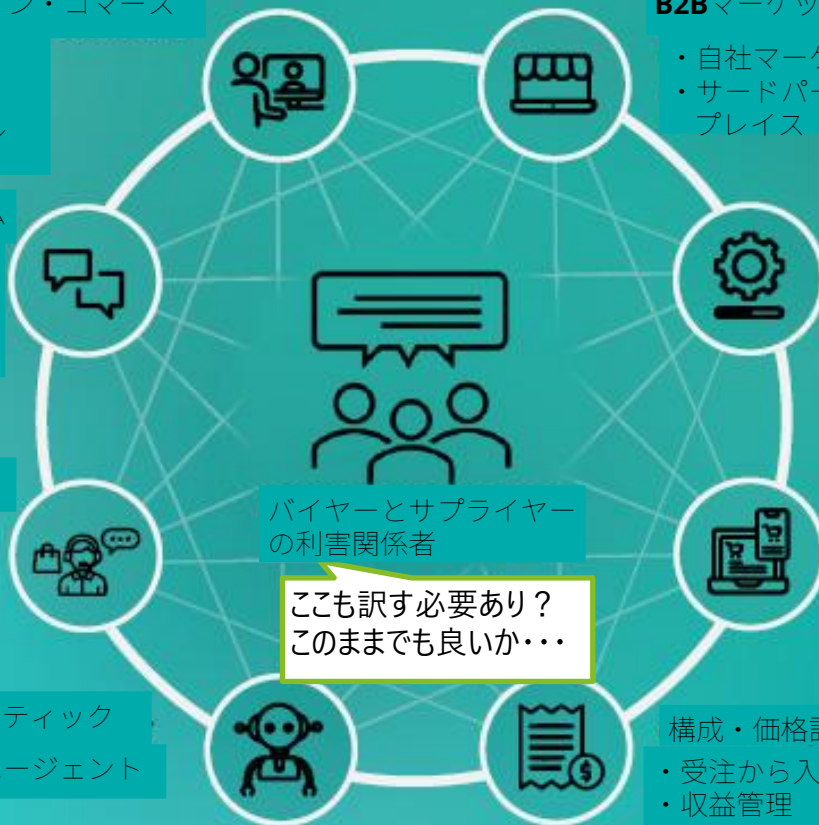 ン・コマース
B2Bマーケッ
・自社マーケ
・サードパー
プレイス
バイヤーとサプライヤー
の利害関係者
ここも訳す必要あり？
このままでも良いか・・・
ティック
ージェント
構成・価格
・受注から入
・収益管理
$